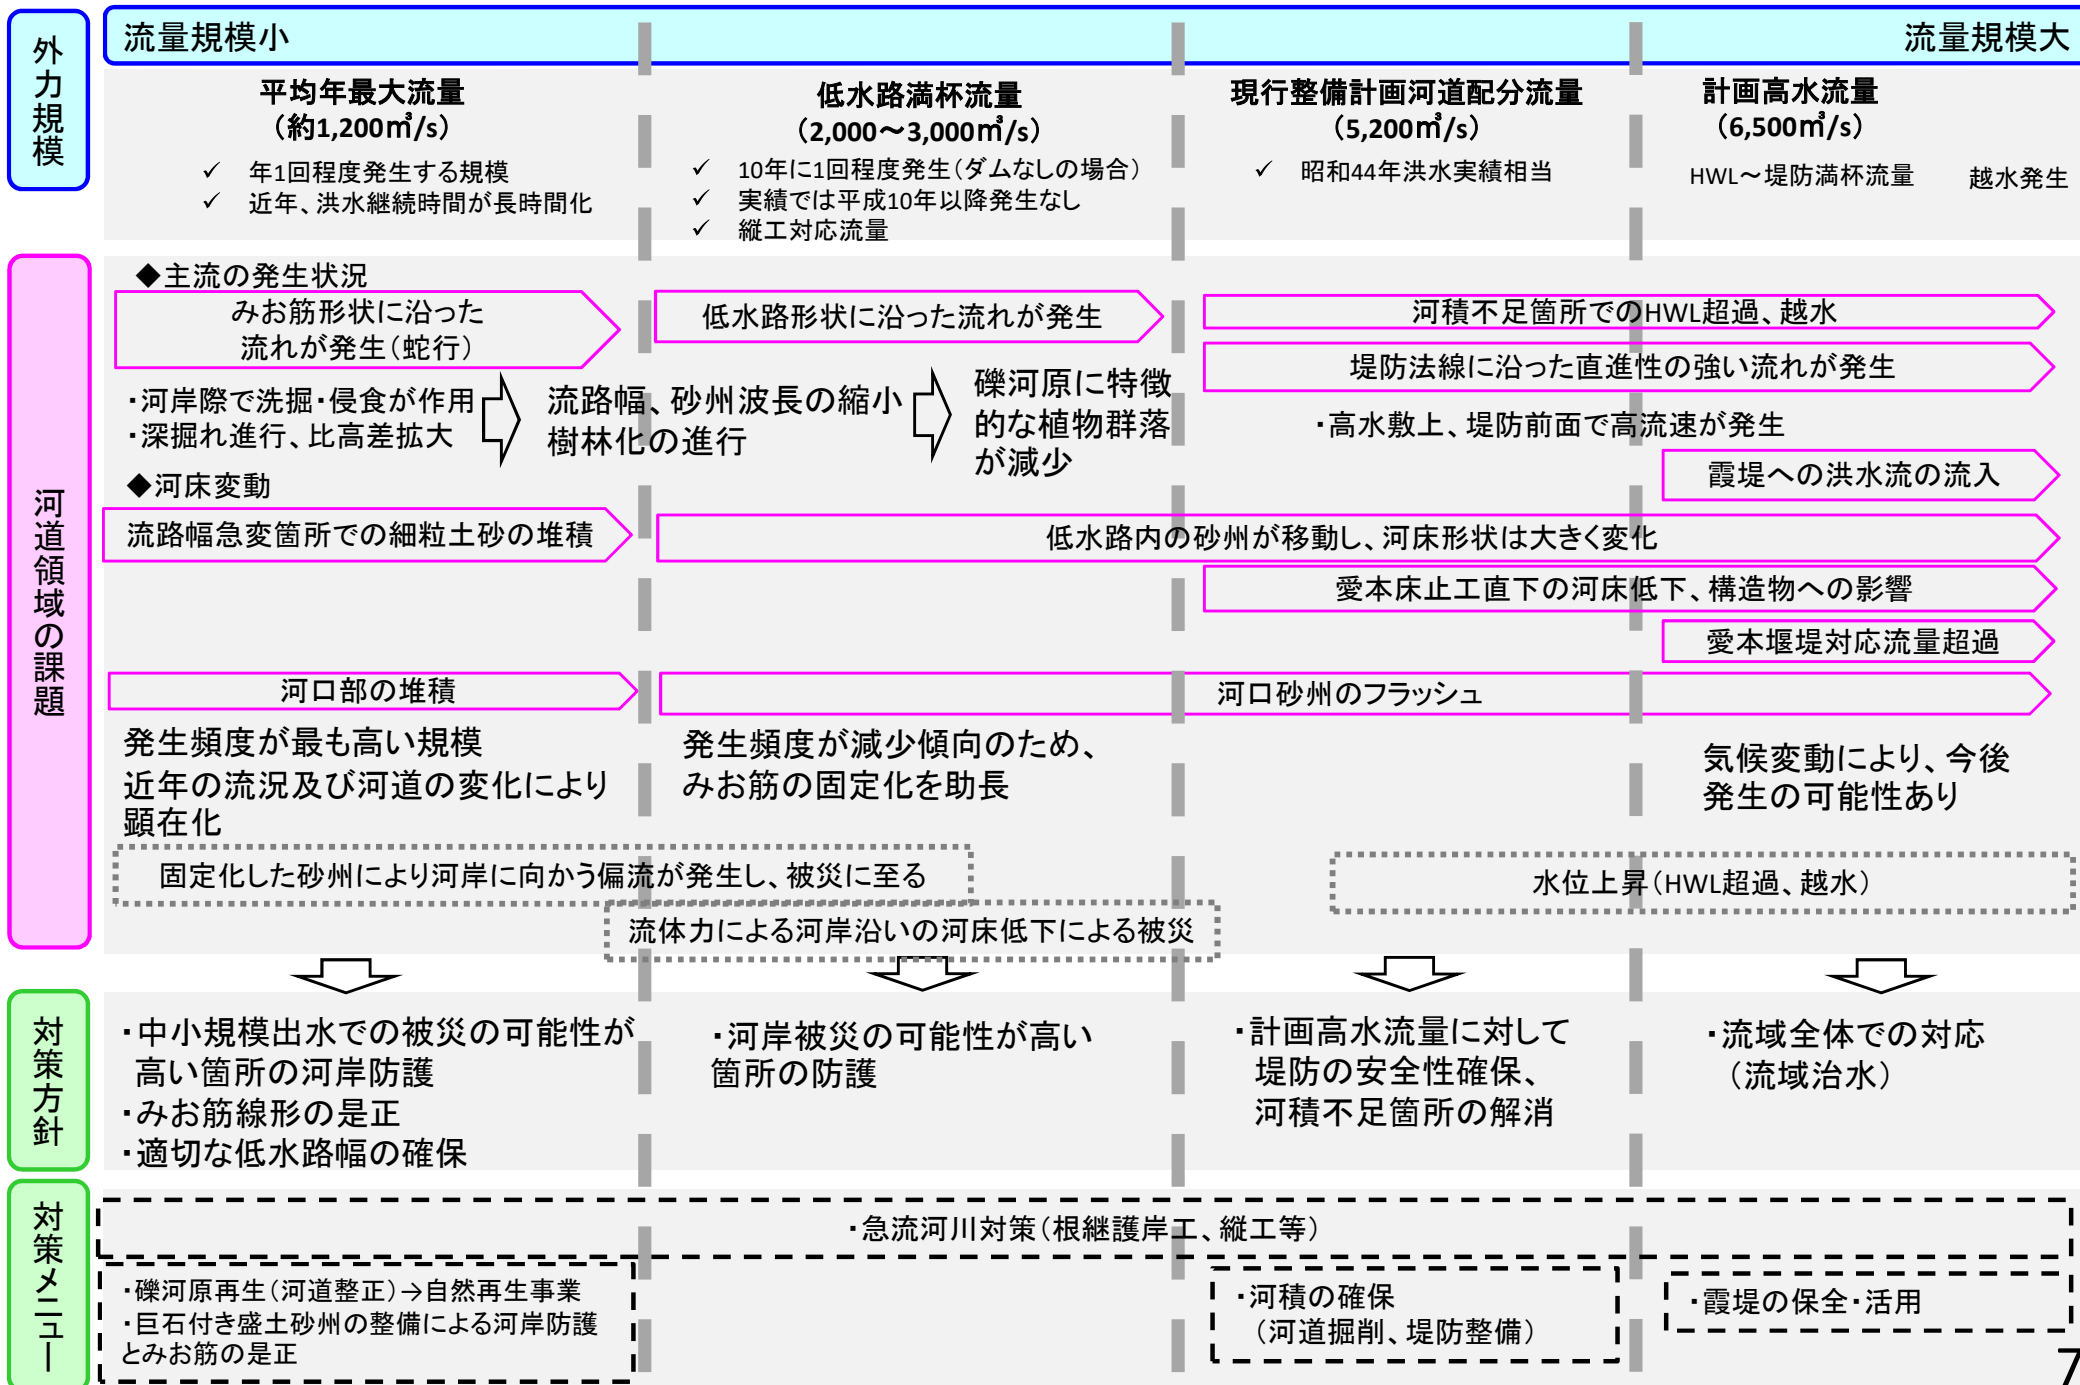 外力規模
流量規模小
流量規模大
平均年最大流量
（約1,200㎥/s）
✓ 年1回程度発生する規模
✓ 近年、洪水継続時間が長時間化
低水路満杯流量
（2,000～3,000㎥/s）
✓ 10年に1回程度発生（ダムなしの場合）
✓ 実績では平成10年以降発生なし
✓ 縦工対応流量
現行整備計画河道配分流量
（5,200㎥/s）
✓ 昭和44年洪水実績相当
計画高水流量
（6,500㎥/s）
HWL～堤防満杯流量
越水発生
河道領域の課題
◆主流の発生状況
みお筋形状に沿った
流れが発生（蛇行）
低水路形状に沿った流れが発生
河積不足箇所でのHWL超過、越水
堤防法線に沿った直進性の強い流れが発生
・河岸際で洗掘・侵食が作用
・深掘れ進行、比高差拡大
流路幅、砂州波長の縮小
樹林化の進行
礫河原に特徴
的な植物群落
が減少
・高水敷上、堤防前面で高流速が発生
霞堤への洪水流の流入
◆河床変動
流路幅急変箇所での細粒土砂の堆積
低水路内の砂州が移動し、河床形状は大きく変化
愛本床止工直下の河床低下、構造物への影響
愛本堰堤対応流量超過
河口部の堆積
河口砂州のフラッシュ
発生頻度が最も高い規模
近年の流況及び河道の変化により
顕在化
発生頻度が減少傾向のため、
みお筋の固定化を助長
気候変動により、今後
発生の可能性あり
固定化した砂州により河岸に向かう偏流が発生し、被災に至る
水位上昇（HWL超過、越水）
流体力による河岸沿いの河床低下による被災
対策方針
・中小規模出水での被災の可能性が
高い箇所の河岸防護
・みお筋線形の是正
・適切な低水路幅の確保
・河岸被災の可能性が高い
箇所の防護
・計画高水流量に対して
堤防の安全性確保、
河積不足箇所の解消
・流域全体での対応
（流域治水）
対策メニュー
・急流河川対策（根継護岸工、縦工等）
・礫河原再生（河道整正）→自然再生事業
・巨石付き盛土砂州の整備による河岸防護
とみお筋の是正
・河積の確保
（河道掘削、堤防整備）
・霞堤の保全・活用
7